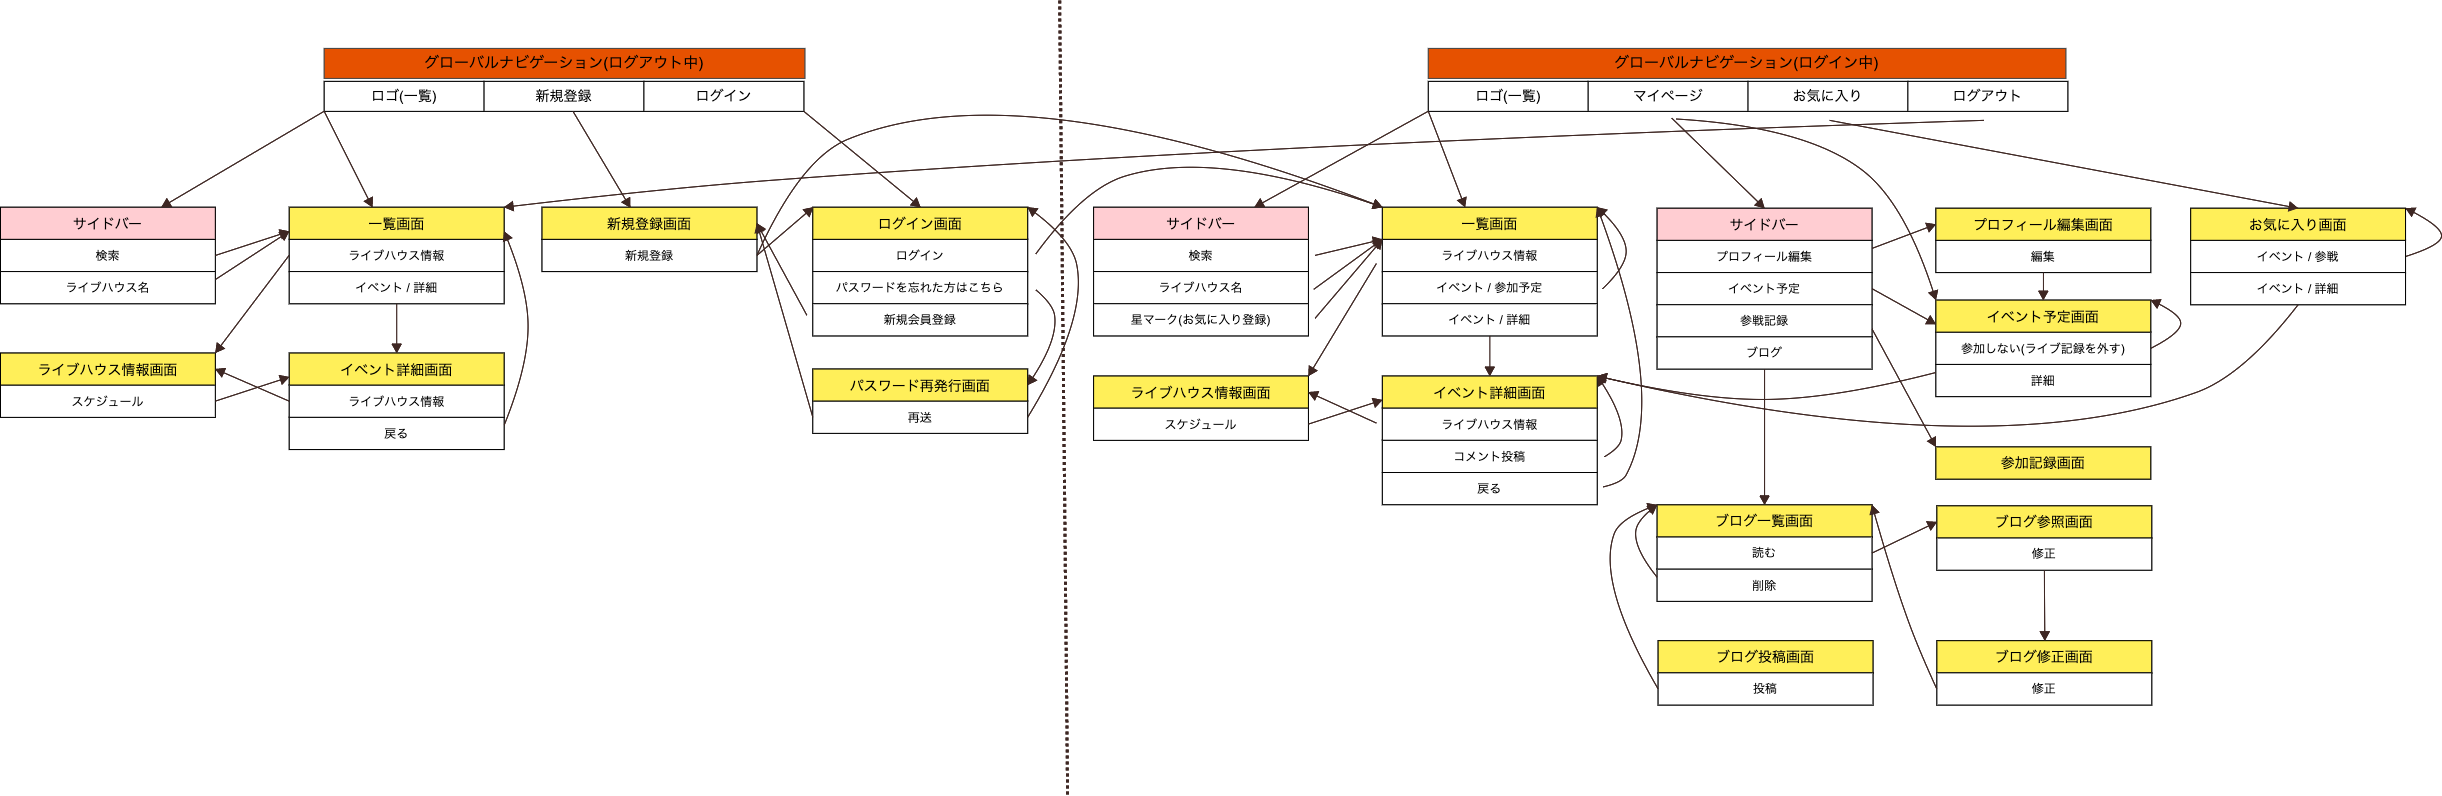 グローバルナビゲーション(ログアウト中)
ロゴ(一覧)
新規登録
ログイン
サイドバー
検索
ライブハウス名
一覧画面
ライブハウス情報
イベント / 詳細
新規登録画面
新規登録
ログイン画面
ログイン
パスワードを忘れた方はこちら
新規会員登録
ライブハウス情報画面
スケジュール
イベント詳細画面
ライブハウス情報
戻る
パスワード再発行画面
再送
グローバルナビゲーション(ログイン中)
ロゴ(一覧)
マイページ
お気に入り
ログアウト
サイドバー
検索
ライブハウス名
星マーク(お気に入り登録)
一覧画面
ライブハウス情報
イベント / 参加予定
イベント / 詳細
サイドバー
プロフィール編集
イベント予定
参戦記録
ブログ
プロフィール編集画面
編集
お気に入り画面
イベント / 参戦
イベント / 詳細
イベント予定画面
参加しない(ライブ記録を外す)
詳細
ライブハウス情報画面
スケジュール
イベント詳細画面
ライブハウス情報
コメント投稿
戻る
参加記録画面
ブログ一覧画面
読む
削除
ブログ参照画面
修正
ブログ投稿画面
投稿
ブログ修正画面
修正